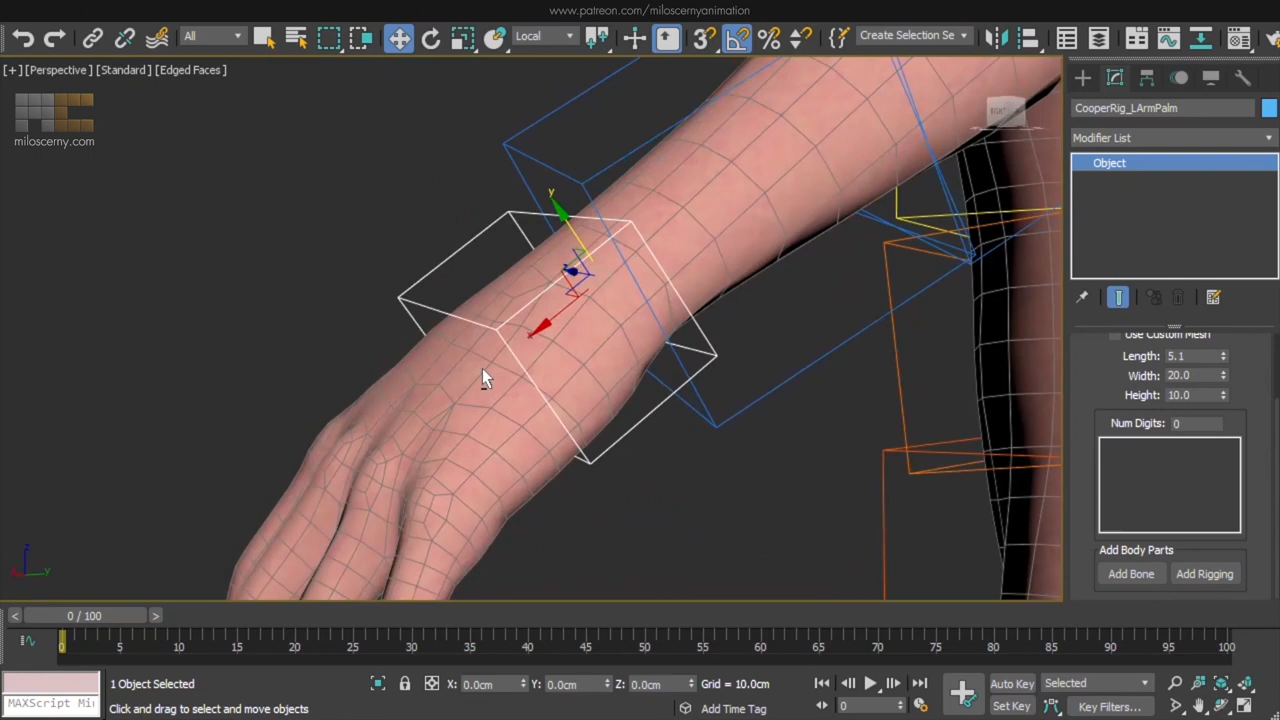 www.patreon.com/miloscernyanimation
All
Local
3
%
Create Selection Se
[+] [Perspective] [Standard] [Edged Faces]
miloscerny.com
y
z
z
y
CooperRig_LArmPalm
Modifier List
Object
Use Custom Mesh
Length: 5.1
Width: 20.0
Height: 10.0
Num Digits: 0
Add Body Parts
Add Bone
Add Rigging
< 0 / 100 >
0 5 10 15 20 25 30 35 40 45 50 55 60 65 70 75 80 85 90 95 100
1 Object Selected
X: 0.0cm Y: 0.0cm Z: 0.0cm Grid = 10.0cm
Auto Key
Selected
MAXScript Mi
Click and drag to select and move objects
Add Time Tag
0
Set Key
Key Filters...